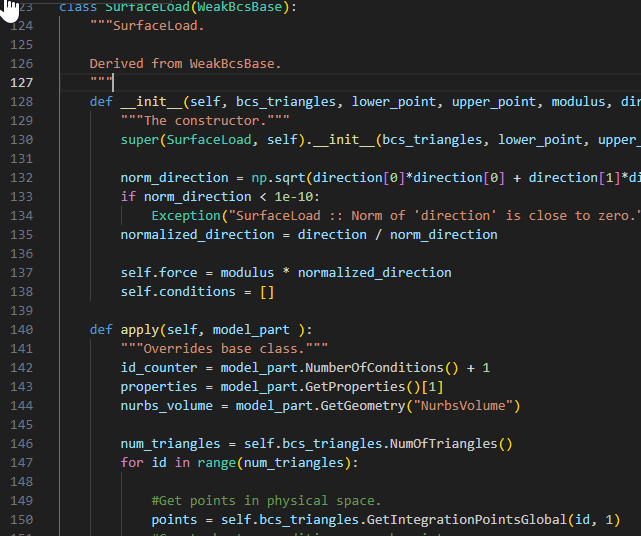 23 class SurfaceLoad(WeakBcsBase):
124 """SurfaceLoad.
125
126 Derived from WeakBcsBase.
127 """
128 def __init__(self, bcs_triangles, lower_point, upper_point, modulus, dir
129 """The constructor."""
130 super(SurfaceLoad, self).__init__(bcs_triangles, lower_point, upper_
131
132 norm_direction = np.sqrt(direction[0]*direction[0] + direction[1]*di
133 if norm_direction < 1e-10:
134 Exception("SurfaceLoad :: Norm of 'direction' is close to zero."
135 normalized_direction = direction / norm_direction
136
137 self.force = modulus * normalized_direction
138 self.conditions = []
139
140 def apply(self, model_part ):
141 """Overrides base class."""
142 id_counter = model_part.NumberOfConditions() + 1
143 properties = model_part.GetProperties()[1]
144 nurbs_volume = model_part.GetGeometry("NurbsVolume")
145
146 num_triangles = self.bcs_triangles.NumOfTriangles()
147 for id in range(num_triangles):
148
149 #Get points in physical space.
150 points = self.bcs_triangles.GetIntegrationPointsGlobal(id, 1)